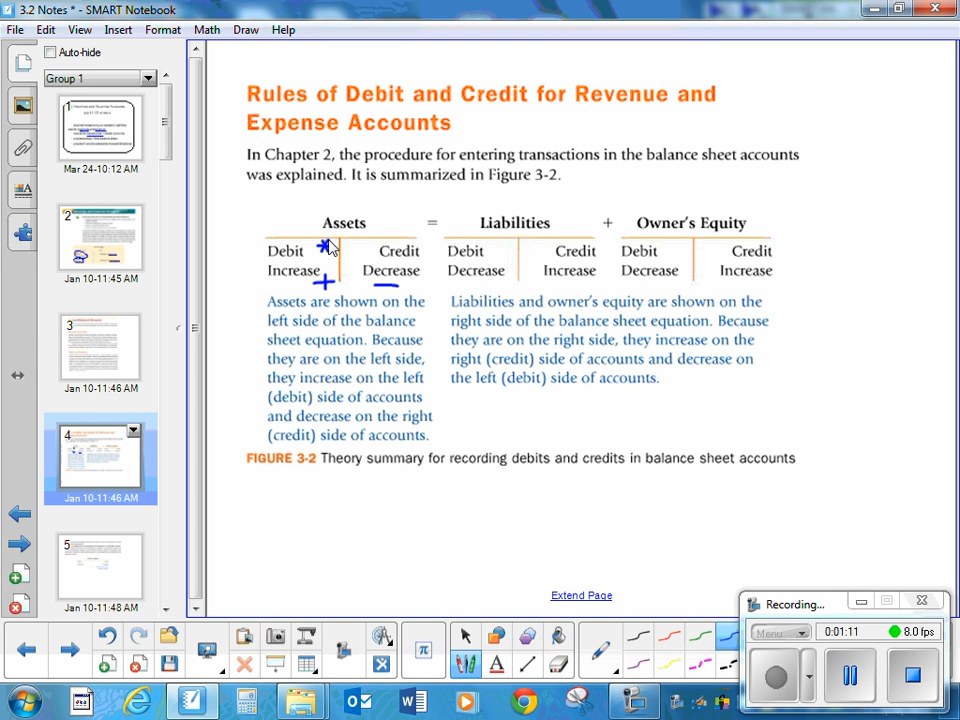 3.2 Notes * - SMART Notebook
File Edit View Insert Format Math Draw Help
Auto-hide
Group 1
1
Mar 24-10:12 AM
2
Jan 10-11:45 AM
3
Jan 10-11:46 AM
4
Jan 10-11:46 AM
5
Jan 10-11:48 AM
Rules of Debit and Credit for Revenue and
Expense Accounts
In Chapter 2, the procedure for entering transactions in the balance sheet accounts
was explained. It is summarized in Figure 3-2.
Assets = Liabilities + Owner's Equity
Debit * Credit Debit Credit Debit Credit
Increase Decrease Decrease Increase Decrease Increase
+ −
Assets are shown on the
left side of the balance
sheet equation. Because
they are on the left side,
they increase on the left
(debit) side of accounts
and decrease on the right
(credit) side of accounts.
Liabilities and owner's equity are shown on the
right side of the balance sheet equation. Because
they are on the right side, they increase on the
right (credit) side of accounts and decrease on
the left (debit) side of accounts.
FIGURE 3-2 Theory summary for recording debits and credits in balance sheet accounts
Extend Page
Recording...
Menu 0:01:11 8.0 fps
π
A